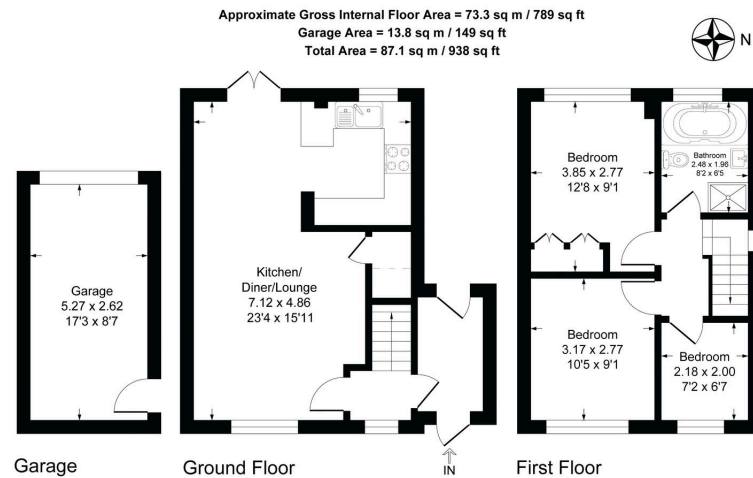 Approximate Gross Internal Floor Area = 73.3 sq m / 789 sq ft
Garage Area = 13.8 sq m / 149 sq ft
Total Area = 87.1 sq m / 938 sq ft
N
Garage
5.27 x 2.62
17'3 x 8'7
Kitchen/
Diner/Lounge
7.12 x 4.86
23'4 x 15'11
Bedroom
3.85 x 2.77
12'8 x 9'1
Bathroom
2.48 x 1.96
8'2 x 6'5
Bedroom
3.17 x 2.77
10'5 x 9'1
Bedroom
2.18 x 2.00
7'2 x 6'7
IN
Garage
Ground Floor
First Floor